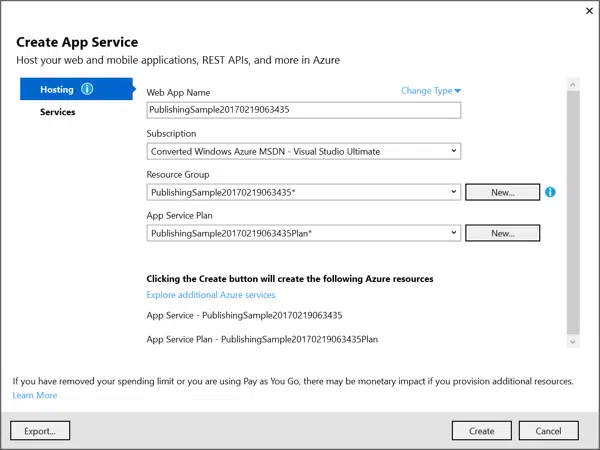 Create App Service
Host your web and mobile applications, REST APIs, and more in Azure
Hosting
Services
Web App Name
Change Type
PublishingSample20170219063435
Subscription
Converted Windows Azure MSDN - Visual Studio Ultimate
Resource Group
PublishingSample20170219063435*
New...
App Service Plan
PublishingSample20170219063435Plan*
New...
Clicking the Create button will create the following Azure resources
Explore additional Azure services
App Service - PublishingSample20170219063435
App Service Plan - PublishingSample20170219063435Plan
If you have removed your spending limit or you are using Pay as You Go, there may be monetary impact if you provision additional resources.
Learn More
Export...
Create
Cancel